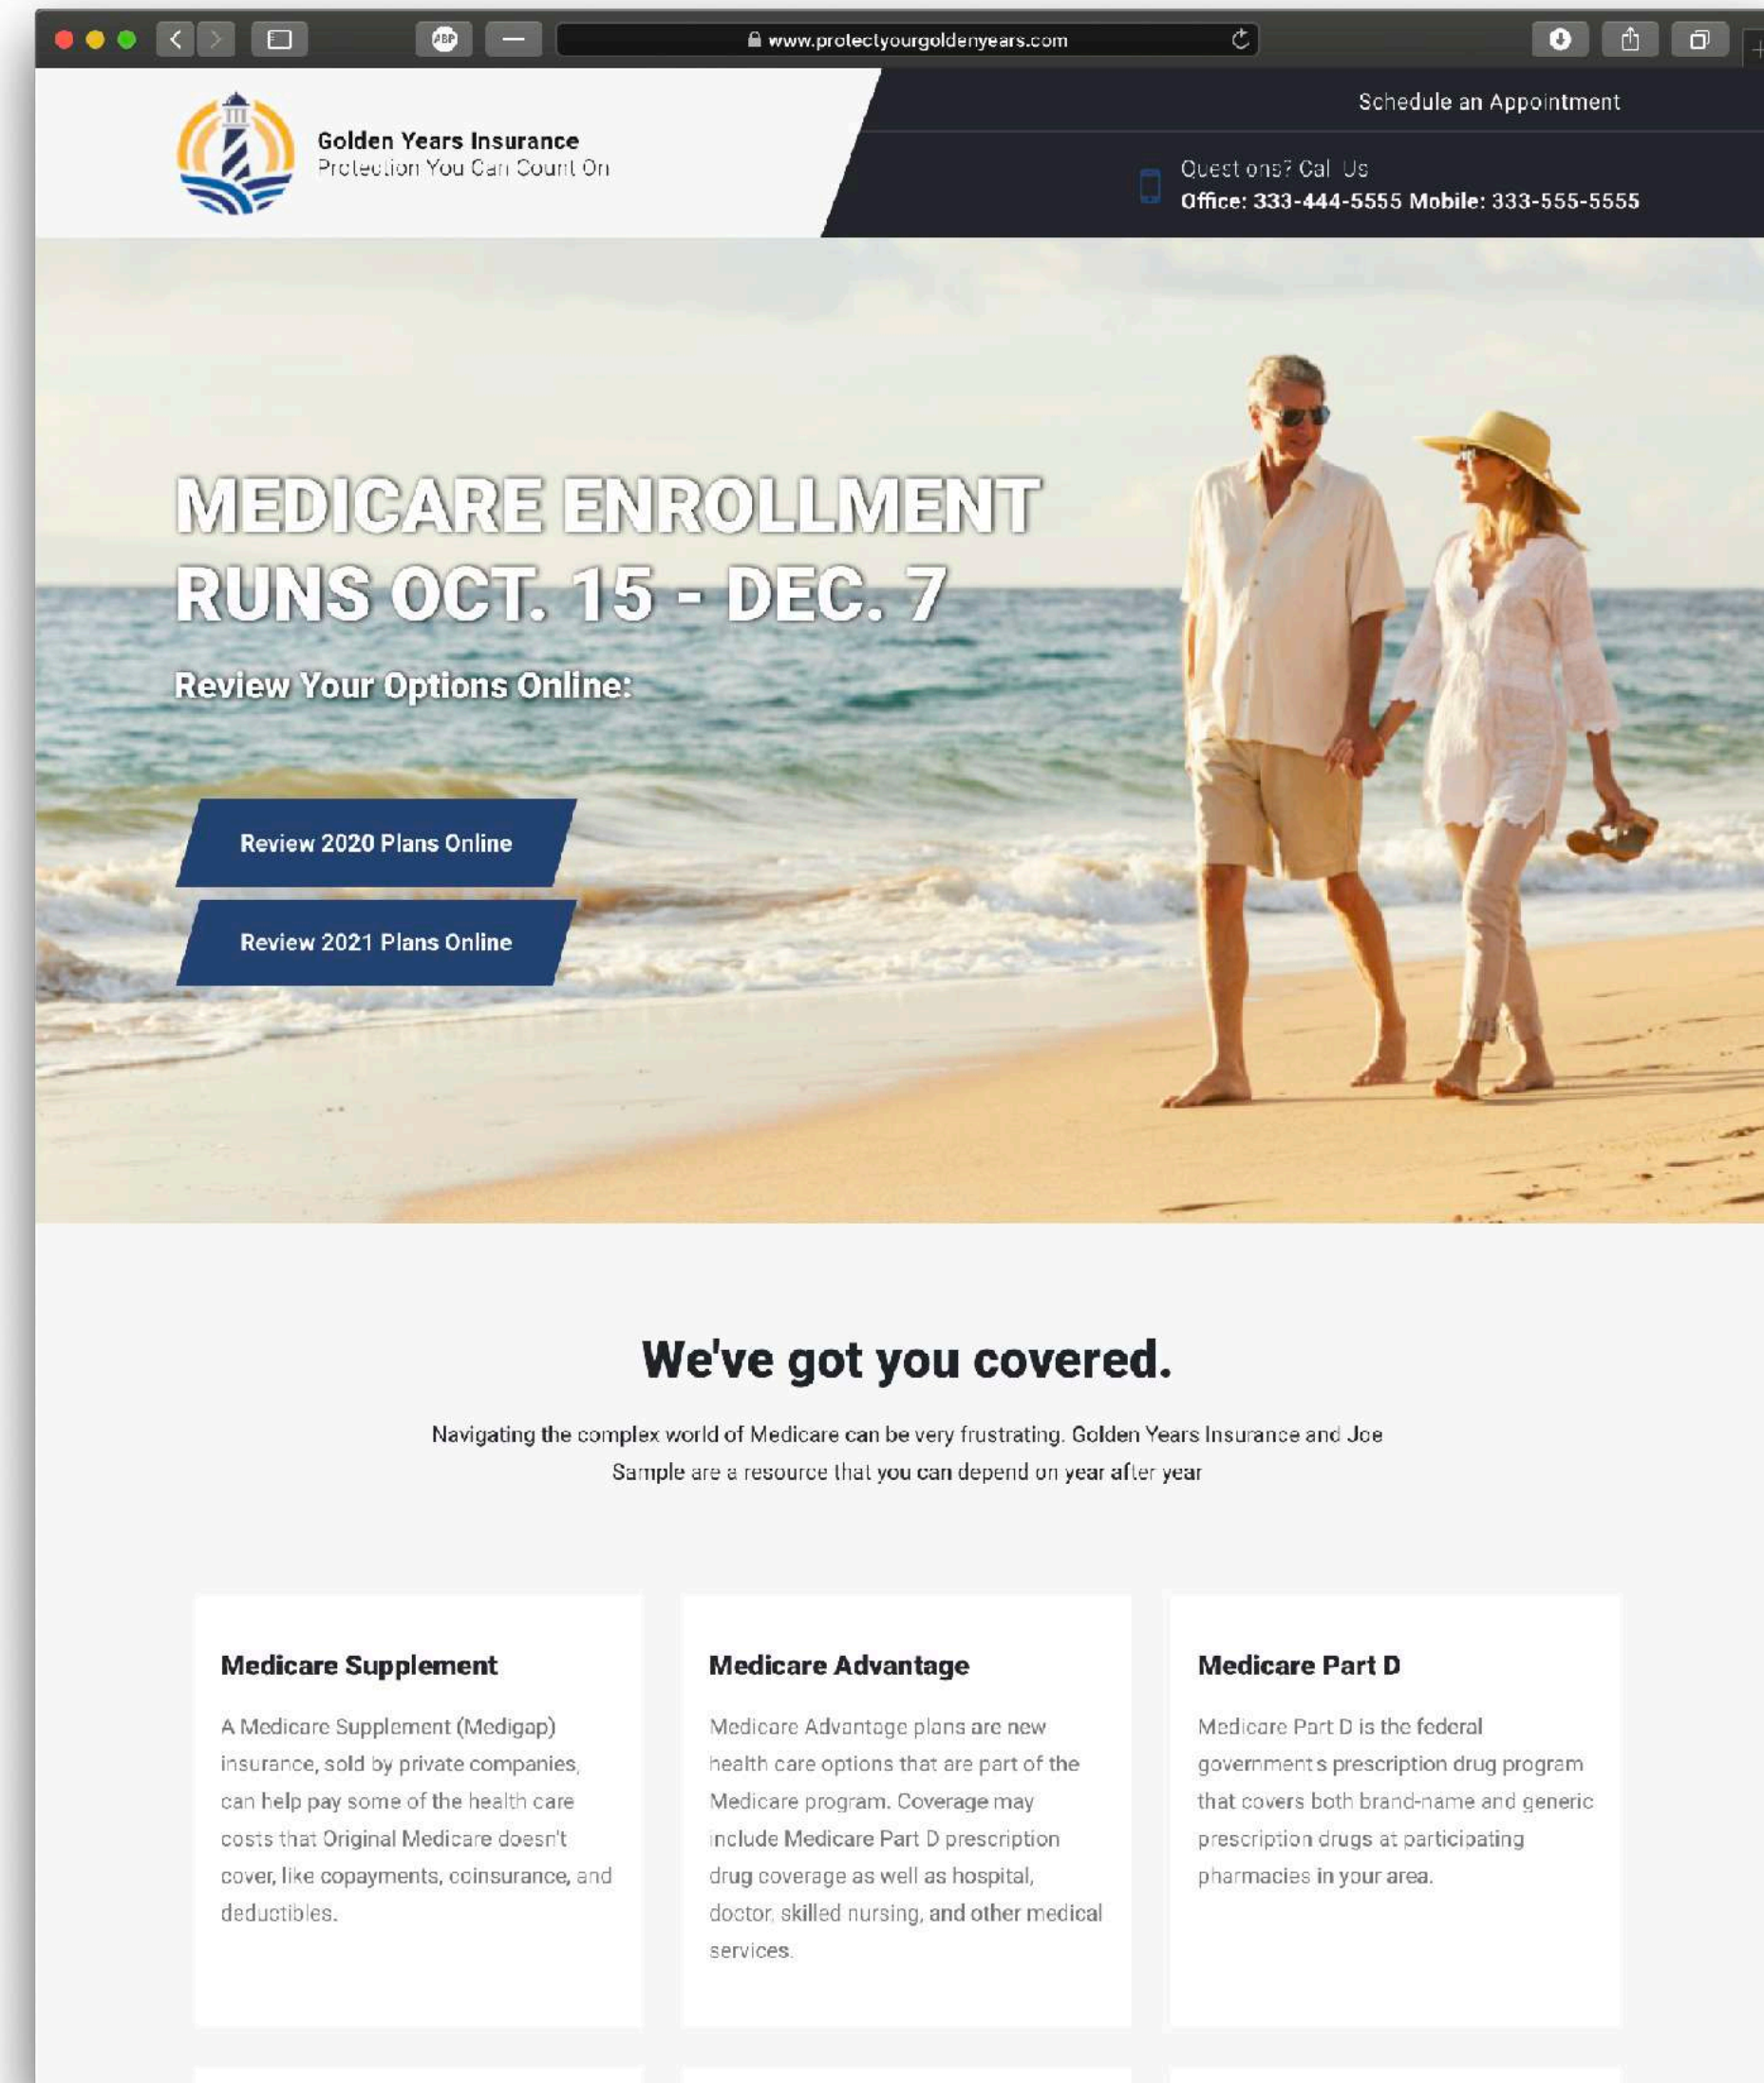 ABP
www.protectyourgoldenyears.com
Schedule an Appointment
Golden Years Insurance
Protection You Can Count On
Questions? Call Us
Office: 333-444-5555 Mobile: 333-555-5555
MEDICARE ENROLLMENT
RUNS OCT. 15 - DEC. 7
Review Your Options Online:
Review 2020 Plans Online
Review 2021 Plans Online
We've got you covered.
Navigating the complex world of Medicare can be very frustrating. Golden Years Insurance and Joe
Sample are a resource that you can depend on year after year
Medicare Supplement
A Medicare Supplement (Medigap)
insurance, sold by private companies,
can help pay some of the health care
costs that Original Medicare doesn't
cover, like copayments, coinsurance, and
deductibles.
Medicare Advantage
Medicare Advantage plans are new
health care options that are part of the
Medicare program. Coverage may
include Medicare Part D prescription
drug coverage as well as hospital,
doctor, skilled nursing, and other medical
services.
Medicare Part D
Medicare Part D is the federal
government's prescription drug program
that covers both brand-name and generic
prescription drugs at participating
pharmacies in your area.